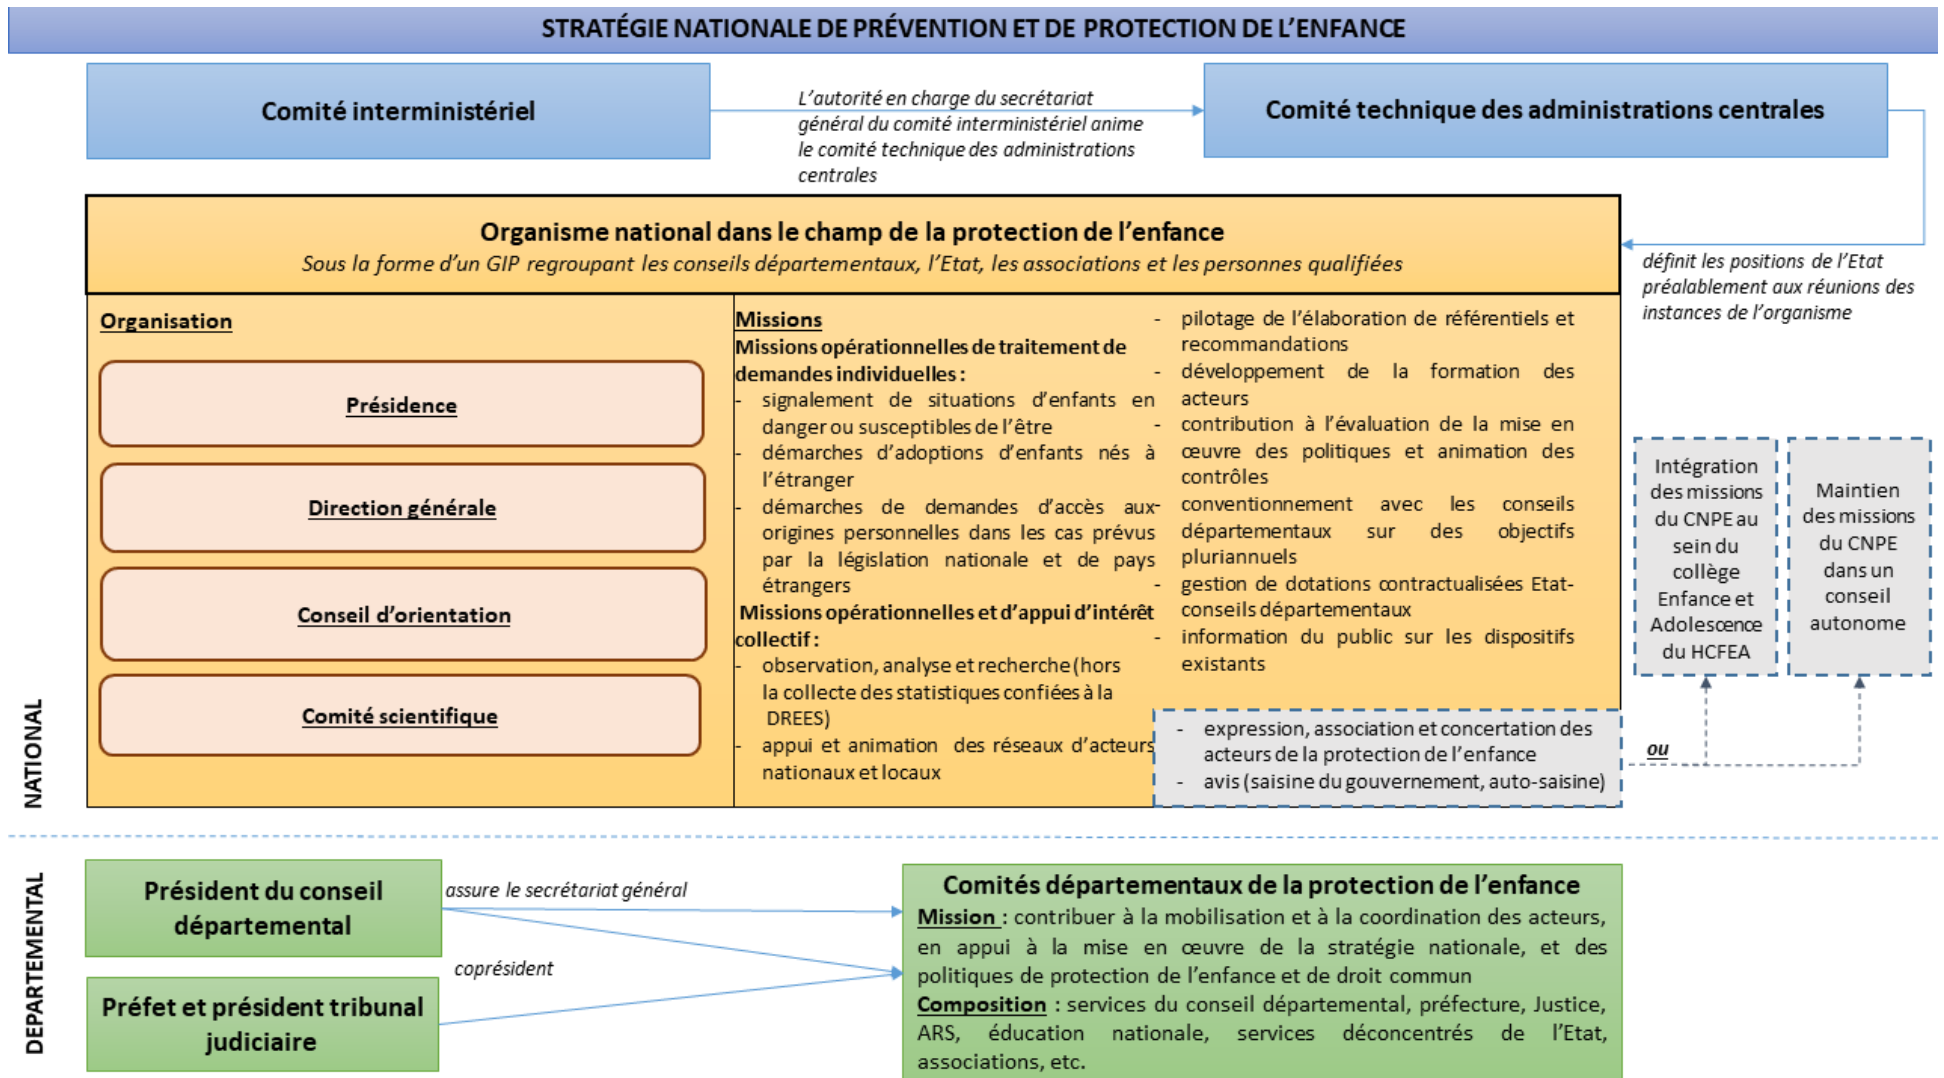 STRATÉGIE NATIONALE DE PRÉVENTION ET DE PROTECTION DE L’ENFANCE
Comité interministériel
L’autorité en charge du secrétariat
général du comité interministériel anime
le comité technique des administrations
centrales
Comité technique des administrations centrales
Organisme national dans le champ de la protection de l’enfance
Sous la forme d’un GIP regroupant les conseils départementaux, l’Etat, les associations et les personnes qualifiées
définit les positions de l’Etat
préalablement aux réunions des
instances de l’organisme
Organisation
Présidence
Direction générale
Conseil d’orientation
Comité scientifique
Missions
Missions opérationnelles de traitement de
demandes individuelles :
- signalement de situations d’enfants en
danger ou susceptibles de l’être
- démarches d’adoptions d’enfants nés à
l’étranger
- démarches de demandes d’accès aux
origines personnelles dans les cas prévus
par la législation nationale et de pays
étrangers
Missions opérationnelles et d’appui d’intérêt
collectif :
- observation, analyse et recherche (hors
la collecte des statistiques confiées à la
DREES)
- appui et animation des réseaux d’acteurs
nationaux et locaux
- pilotage de l’élaboration de référentiels et
recommandations
- développement de la formation des
acteurs
- contribution à l’évaluation de la mise en
œuvre des politiques et animation des
contrôles
- conventionnement avec les conseils
départementaux sur des objectifs
pluriannuels
- gestion de dotations contractualisées Etat-
conseils départementaux
- information du public sur les dispositifs
existants
- expression, association et concertation des
acteurs de la protection de l’enfance
- avis (saisine du gouvernement, auto-saisine)
ou
Intégration
des missions
du CNPE au
sein du
collège
Enfance et
Adolescence
du HCFEA
Maintien
des missions
du CNPE
dans un
conseil
autonome
NATIONAL
DEPARTEMENTAL
Président du conseil
départemental
assure le secrétariat général
coprésident
Préfet et président tribunal
judiciaire
Comités départementaux de la protection de l’enfance
Mission : contribuer à la mobilisation et à la coordination des acteurs,
en appui à la mise en œuvre de la stratégie nationale, et des
politiques de protection de l’enfance et de droit commun
Composition : services du conseil départemental, préfecture, Justice,
ARS, éducation nationale, services déconcentrés de l’Etat,
associations, etc.